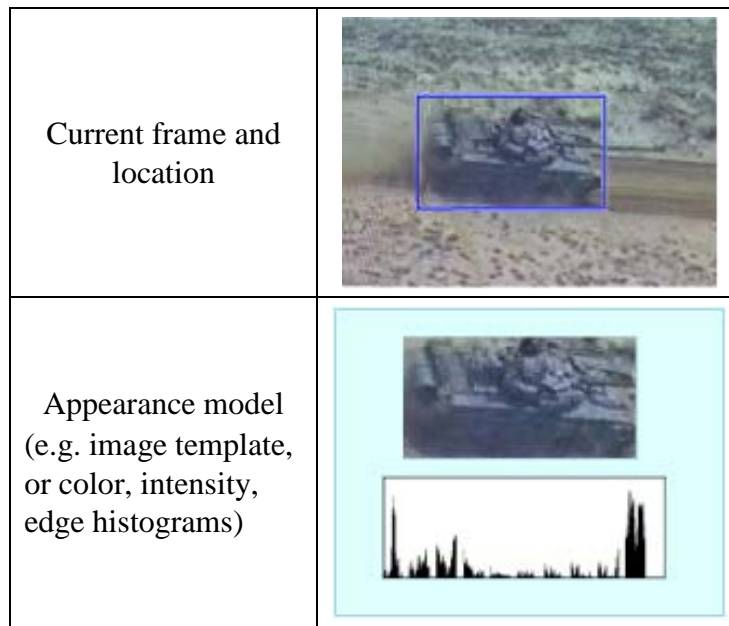 Current frame and
location
Appearance model
(e.g. image template,
or color, intensity,
edge histograms)